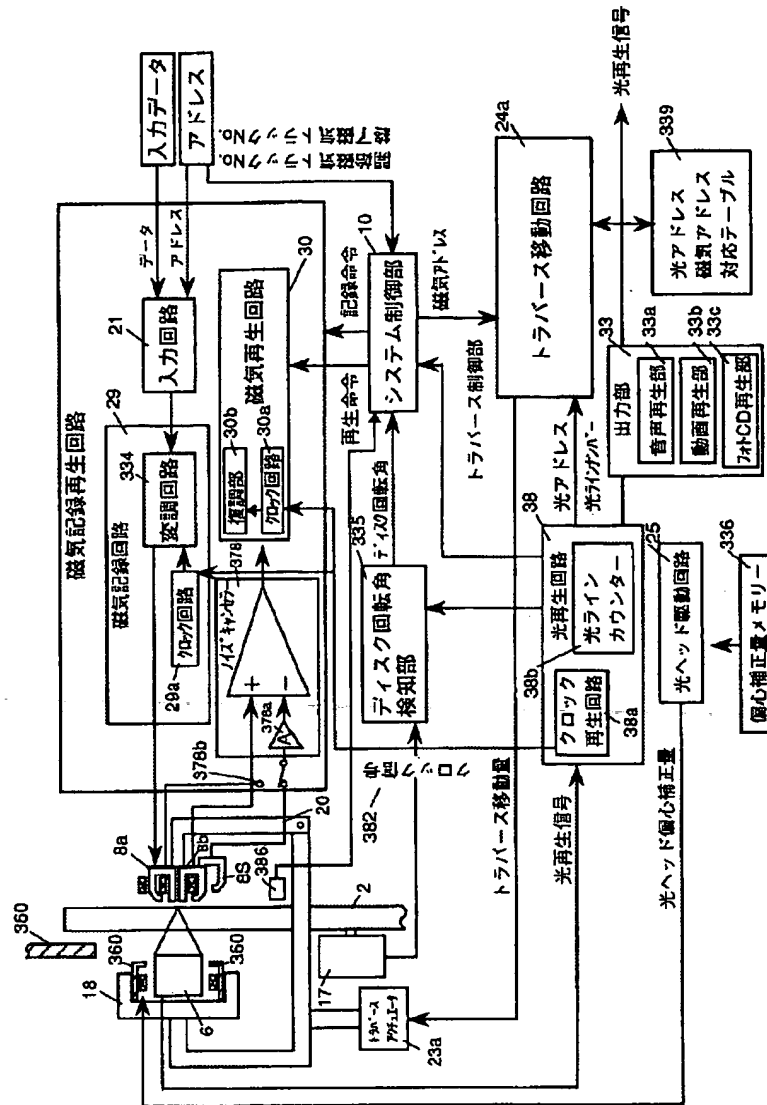 入力データ
アドレス
データ
アドレス
磁気記録再生回路
21
入力回路
29
334
変調回路
磁気記録回路
クロック回路
29a
30
磁気再生回路
30b
復調部
30a
クロック回路
378
ノイズキャンセラー
+
−
378a
A
378b
記録命令
再生命令
10
システム制御部
磁気アドレス
トラバース制御部
24a
トラバース移動回路
光再生信号
339
光アドレス
磁気アドレス
対応テーブル
33
出力部
33a
音声再生部
33b
動画再生部
33c
フォトCD再生部
光アドレス
光ラインナンバー
335
ディスク回転角
検知部
ディスク回転角
38
光再生回路
光ライン
カウンター
38b
クロック
再生回路
38a
25
光ヘッド駆動回路
336
偏心補正量メモリー
382
クロック信号
トラバース移動量
光再生信号
光ヘッド偏心補正量
8a
8b
8S
20
386
2
360
360
18
6
17
トラバース
アクチュエータ
23a